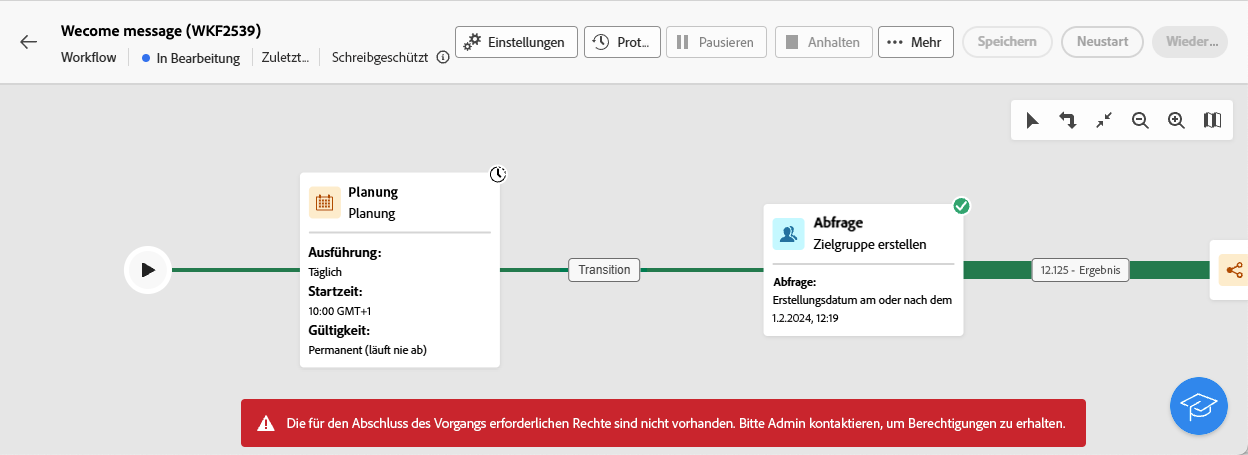 Wecome message (WKF2539)
Workflow In Bearbeitung Zuletzt... Schreibgeschützt
Einstellungen Prot... Pausieren Anhalten Mehr Speichern Neustart Wieder...
Planung
Planung
Ausführung:
Täglich
Startzeit:
10:00 GMT+1
Gültigkeit:
Permanent (läuft nie ab)
Transition
Abfrage
Zielgruppe erstellen
Abfrage:
Erstellungsdatum am oder nach dem
1.2.2024, 12:19
12.125 - Ergebnis
Die für den Abschluss des Vorgangs erforderlichen Rechte sind nicht vorhanden. Bitte Admin kontaktieren, um Berechtigungen zu erhalten.